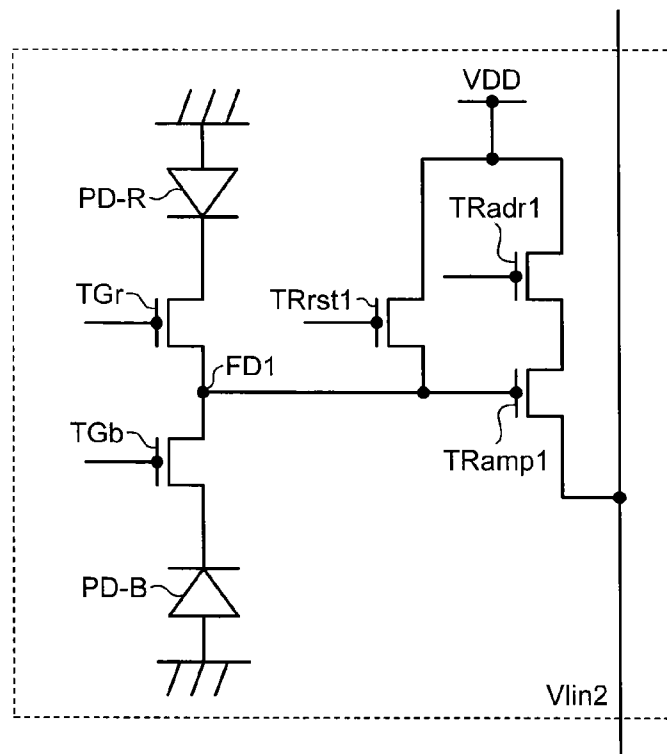 VDD
PD-R
TRadr1
TGr
TRrst1
FD1
TGb
TRamp1
PD-B
Vlin2